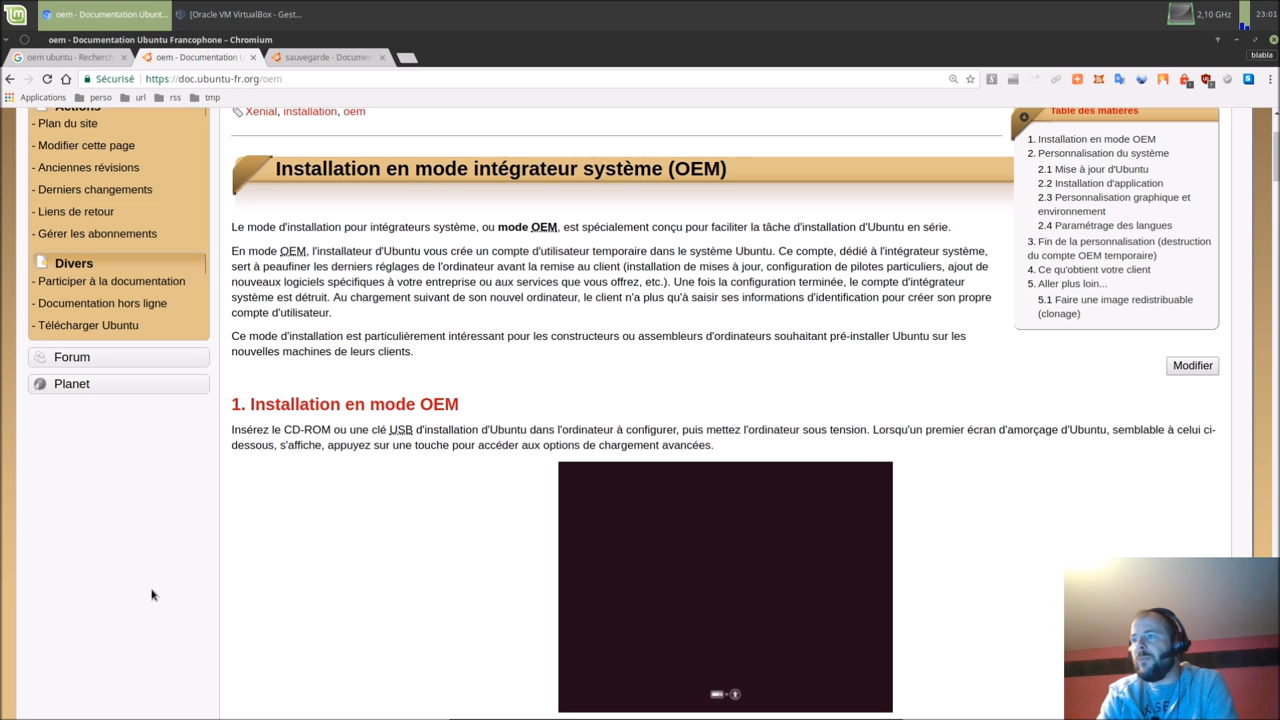 oem - Documentation Ubunt...
[Oracle VM VirtualBox - Gest...
2,10 GHz
23:01
oem - Documentation Ubuntu Francophone - Chromium
oem ubuntu - Recherch
oem - Documentation U
sauvegarde - Docume
blabla
Sécurisé
https://doc.ubuntu-fr.org/oem
Applications
perso
url
rss
tmp
Actions
- Plan du site
- Modifier cette page
- Anciennes révisions
- Derniers changements
- Liens de retour
- Gérer les abonnements
Divers
- Participer à la documentation
- Documentation hors ligne
- Télécharger Ubuntu
Forum
Planet
Xenial, installation, oem
Installation en mode intégrateur système (OEM)
Le mode d'installation pour intégrateurs système, ou mode OEM, est spécialement conçu pour faciliter la tâche d'installation d'Ubuntu en série.
En mode OEM, l'installateur d'Ubuntu vous crée un compte d'utilisateur temporaire dans le système Ubuntu. Ce compte, dédié à l'intégrateur système,
sert à peaufiner les derniers réglages de l'ordinateur avant la remise au client (installation de mises à jour, configuration de pilotes particuliers, ajout de
nouveaux logiciels spécifiques à votre entreprise ou aux services que vous offrez, etc.). Une fois la configuration terminée, le compte d'intégrateur
système est détruit. Au chargement suivant de son nouvel ordinateur, le client n'a plus qu'à saisir ses informations d'identification pour créer son propre
compte d'utilisateur.
Ce mode d'installation est particulièrement intéressant pour les constructeurs ou assembleurs d'ordinateurs souhaitant pré-installer Ubuntu sur les
nouvelles machines de leurs clients.
Table des matières
1. Installation en mode OEM
2. Personnalisation du système
2.1 Mise à jour d'Ubuntu
2.2 Installation d'application
2.3 Personnalisation graphique et
environnement
2.4 Paramétrage des langues
3. Fin de la personnalisation (destruction
du compte OEM temporaire)
4. Ce qu'obtient votre client
5. Aller plus loin...
5.1 Faire une image redistribuable
(clonage)
Modifier
1. Installation en mode OEM
Insérez le CD-ROM ou une clé USB d'installation d'Ubuntu dans l'ordinateur à configurer, puis mettez l'ordinateur sous tension. Lorsqu'un premier écran d'amorçage d'Ubuntu, semblable à celui ci-
dessous, s'affiche, appuyez sur une touche pour accéder aux options de chargement avancées.